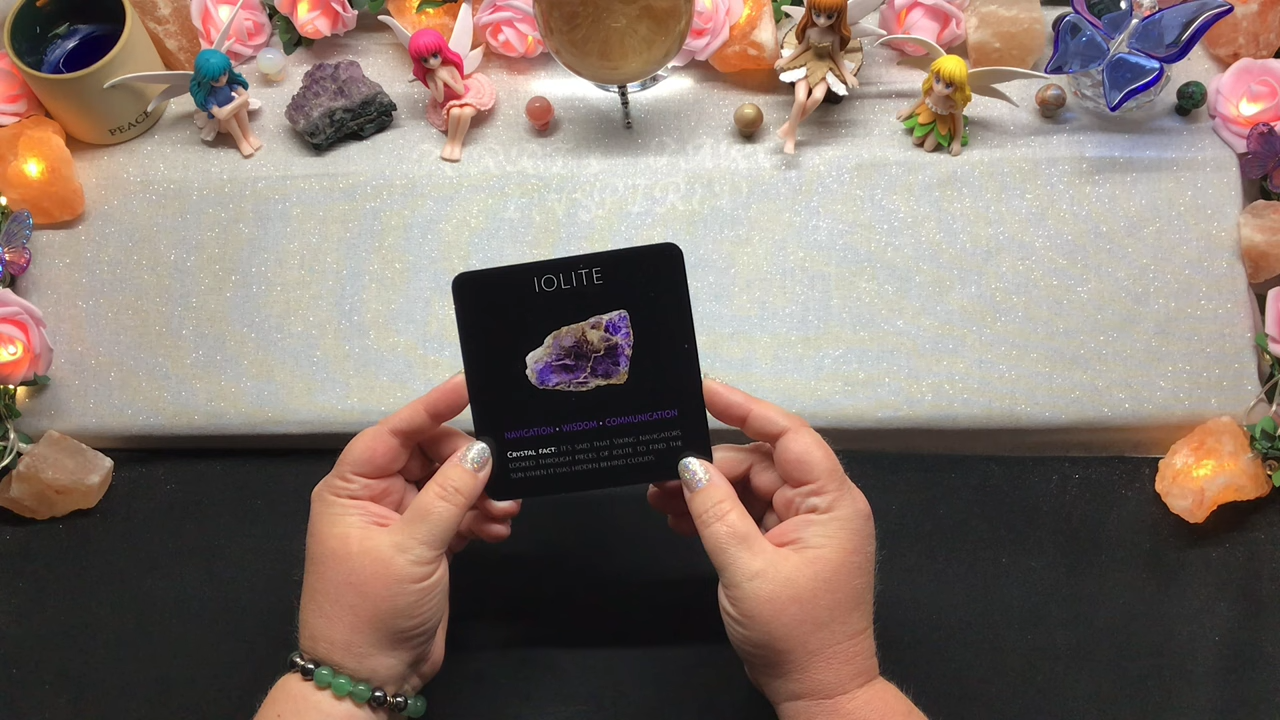 PEACE
IOLITE
NAVIGATION • WISDOM • COMMUNICATION
CRYSTAL FACT: IT'S SAID THAT VIKING NAVIGATORS
LOOKED THROUGH PIECES OF IOLITE TO FIND THE
SUN WHEN IT WAS HIDDEN BEHIND CLOUDS.